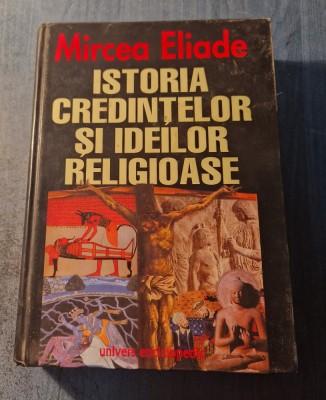 Mircea Eliade
ISTORIA
CREDINȚELOR
ȘI IDEILOR
RELIGIOASE
univers enciclopedic